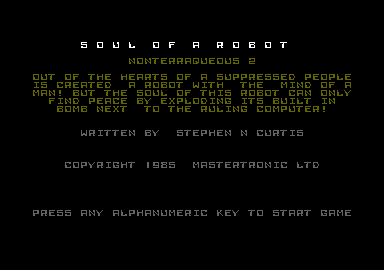 SOUL OF A ROBOT
NONTERRAQUEOUS 2
OUT OF THE HEARTS OF A SUPPRESSED PEOPLE
IS CREATED A ROBOT WITH THE MIND OF A
MAN! BUT THE SOUL OF THIS ROBOT CAN ONLY
FIND PEACE BY EXPLODING ITS BUILT IN
BOMB NEXT TO THE RULING COMPUTER!
WRITTEN BY STEPHEN N CURTIS
COPYRIGHT 1985 MASTERTRONIC LTD
PRESS ANY ALPHANUMERIC KEY TO START GAME